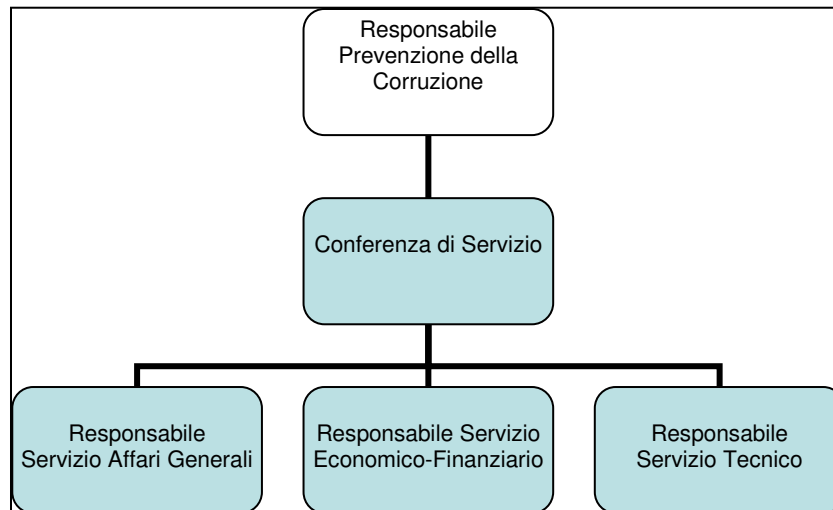 Responsabile
Prevenzione della
Corruzione
Conferenza di Servizio
Responsabile
Servizio Affari Generali
Responsabile Servizio
Economico-Finanziario
Responsabile
Servizio Tecnico